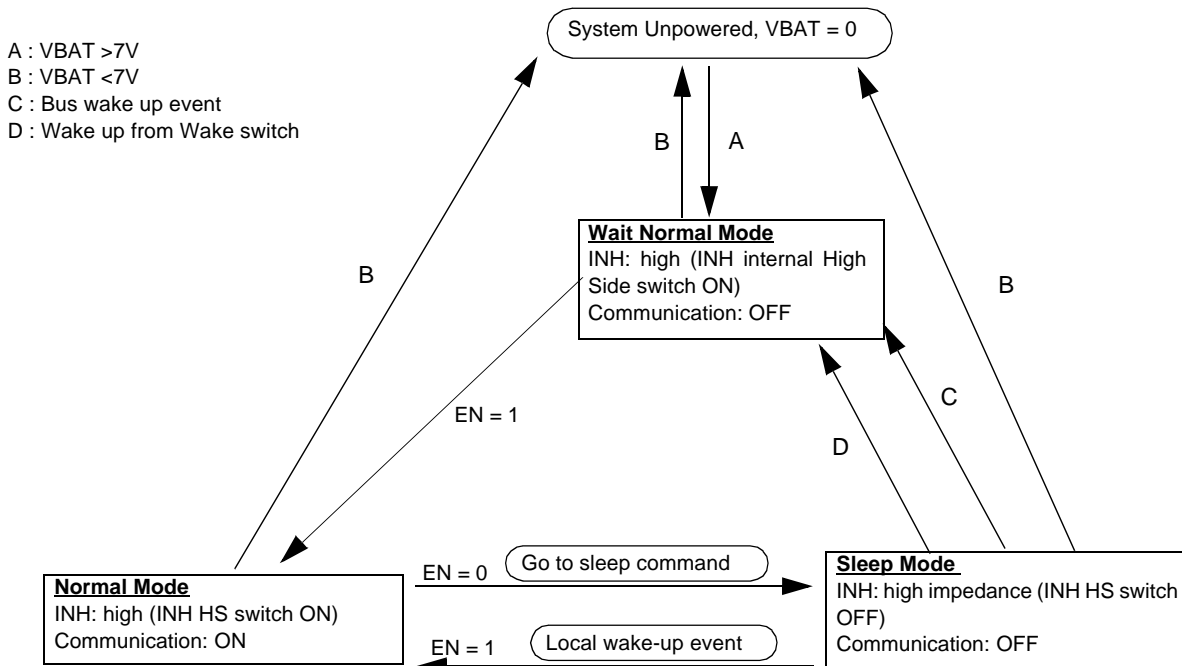 System Unpowered, VBAT = 0
A : VBAT >7V
B : VBAT <7V
C : Bus wake up event
D : Wake up from Wake switch
B
A
Wait Normal Mode
INH: high (INH internal High
Side switch ON)
Communication: OFF
B
B
EN = 1
C
D
Normal Mode
INH: high (INH HS switch ON)
Communication: ON
EN = 0
Go to sleep command
EN = 1
Local wake-up event
Sleep Mode
INH: high impedance (INH HS switch
OFF)
Communication: OFF